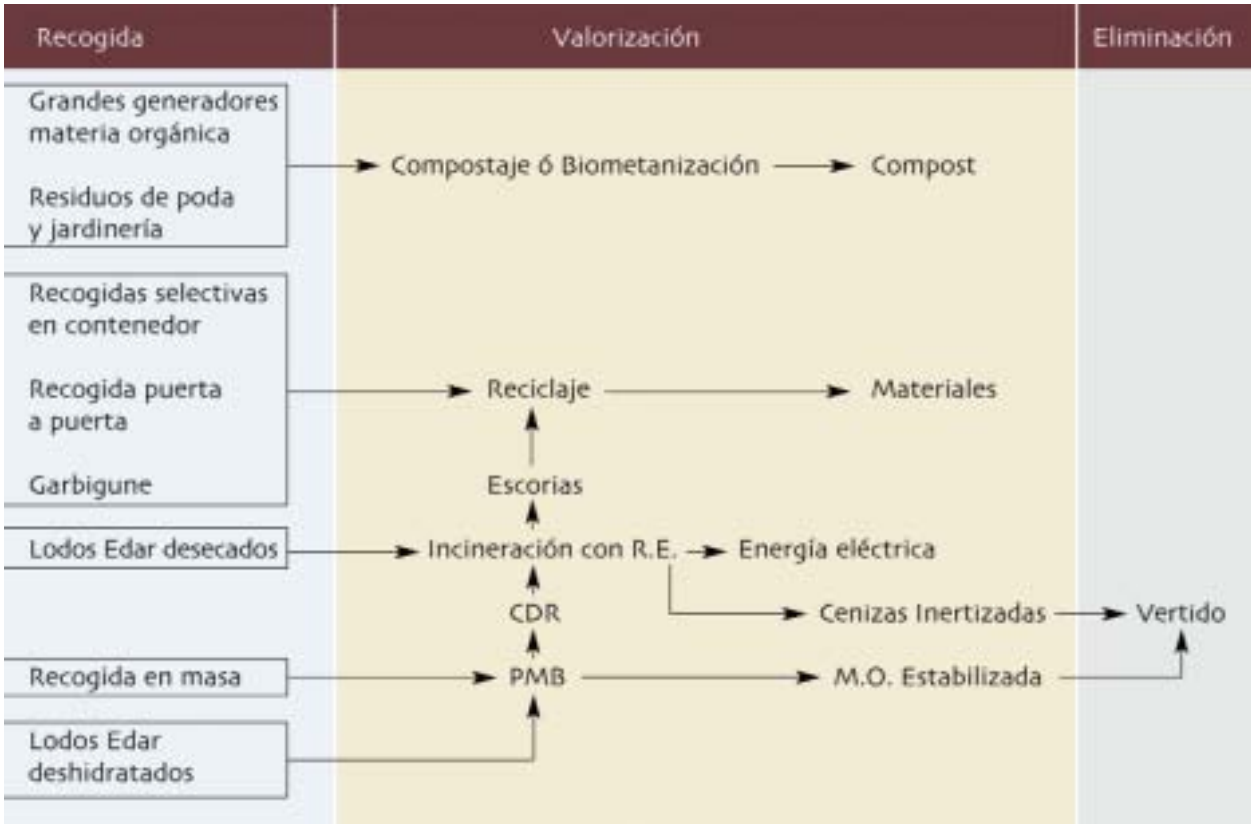 Recogida
Valorización
Eliminación
Grandes generadores
materia orgánica
Residuos de poda
y jardinería
Compostaje ó Biometanización
Compost
Recogidas selectivas
en contenedor
Recogida puerta
a puerta
Garbigune
Reciclaje
Materiales
Escorias
Lodos Edar desecados
Incineración con R.E.
Energía eléctrica
CDR
Cenizas Inertizadas
Vertido
Recogida en masa
PMB
M.O. Estabilizada
Lodos Edar
deshidratados